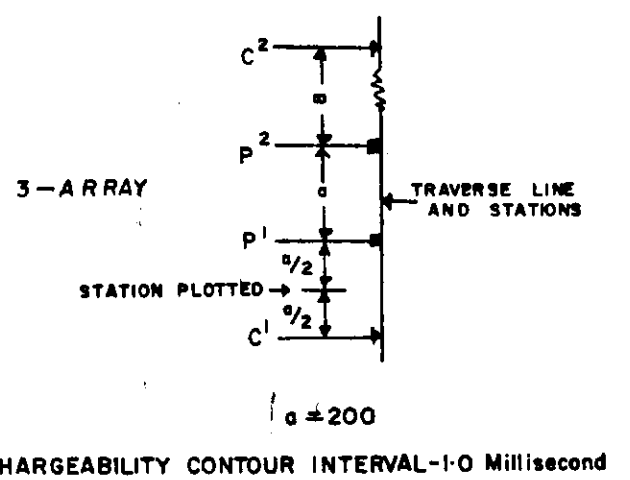 C²
∞
P²
3-ARRAY
a
TRAVERSE LINE
AND STATIONS
P¹
a/2
STATION PLOTTED
a/2
C¹
a = 200
HARGEABILITY CONTOUR INTERVAL-1·0 Millisecond